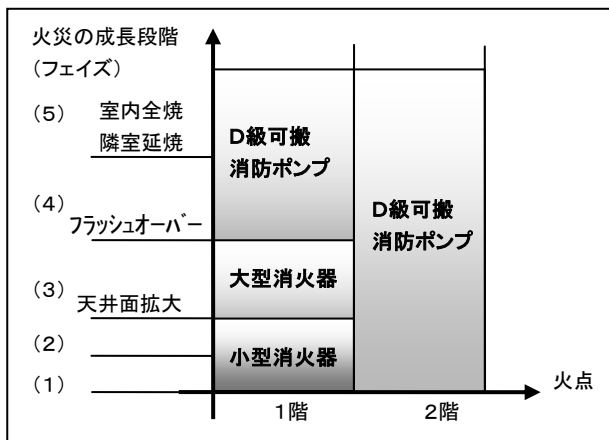 火災の成長段階
(フェイズ)
(5) 室内全焼
隣室延焼
D級可搬
消防ポンプ
(4)
フラッシュオーバー
D級可搬
消防ポンプ
(3)
天井面拡大
大型消火器
(2)
小型消火器
(1)
火点
1階
2階